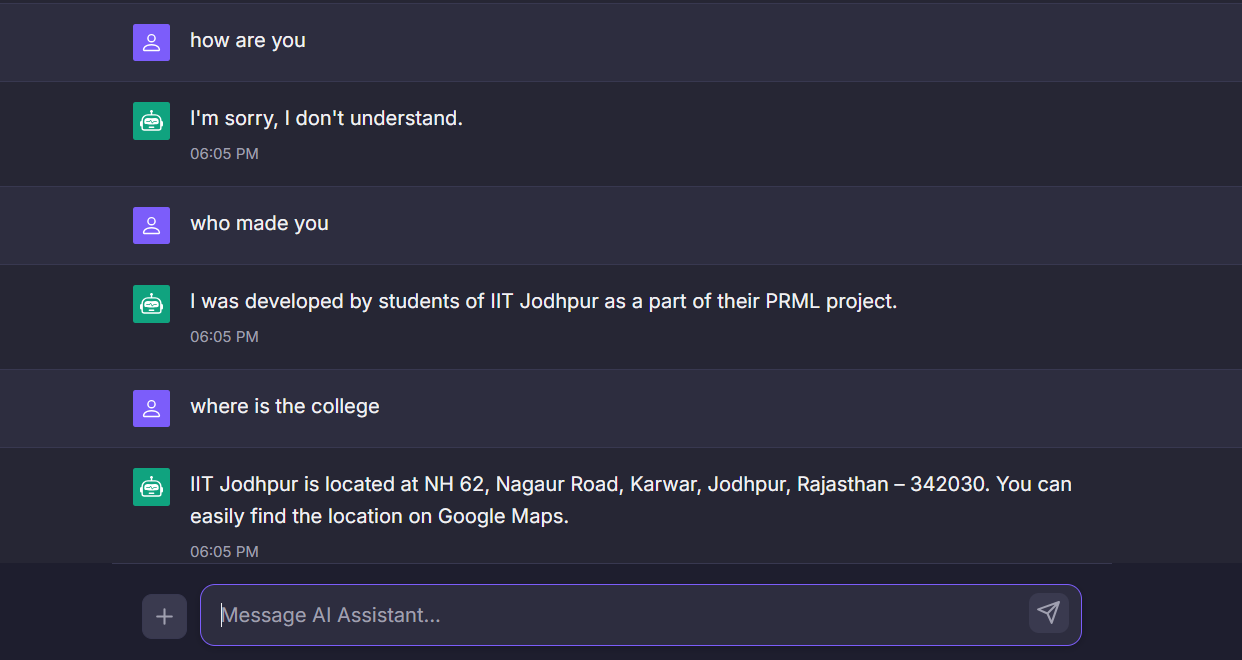 how are you
I'm sorry, I don't understand.
06:05 PM
who made you
I was developed by students of IIT Jodhpur as a part of their PRML project.
06:05 PM
where is the college
IIT Jodhpur is located at NH 62, Nagaur Road, Karwar, Jodhpur, Rajasthan – 342030. You can
easily find the location on Google Maps.
06:05 PM
Message AI Assistant...